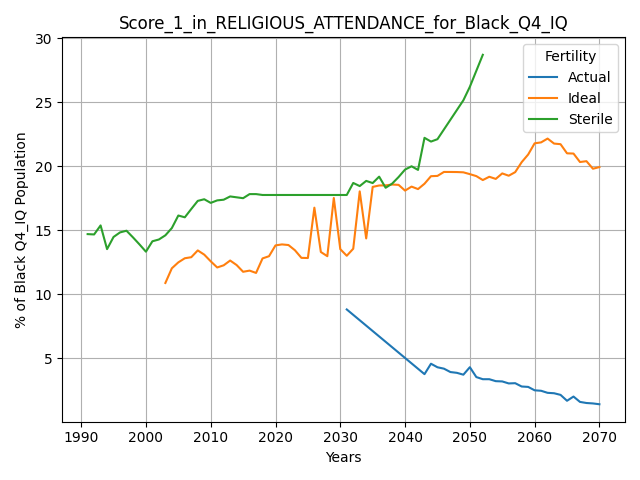 Score_1_in_RELIGIOUS_ATTENDANCE_for_Black_Q4_IQ
% of Black Q4_IQ Population
30
25
20
15
10
5
Fertility
Actual
Ideal
Sterile
1990 2000 2010 2020 2030 2040 2050 2060 2070
Years